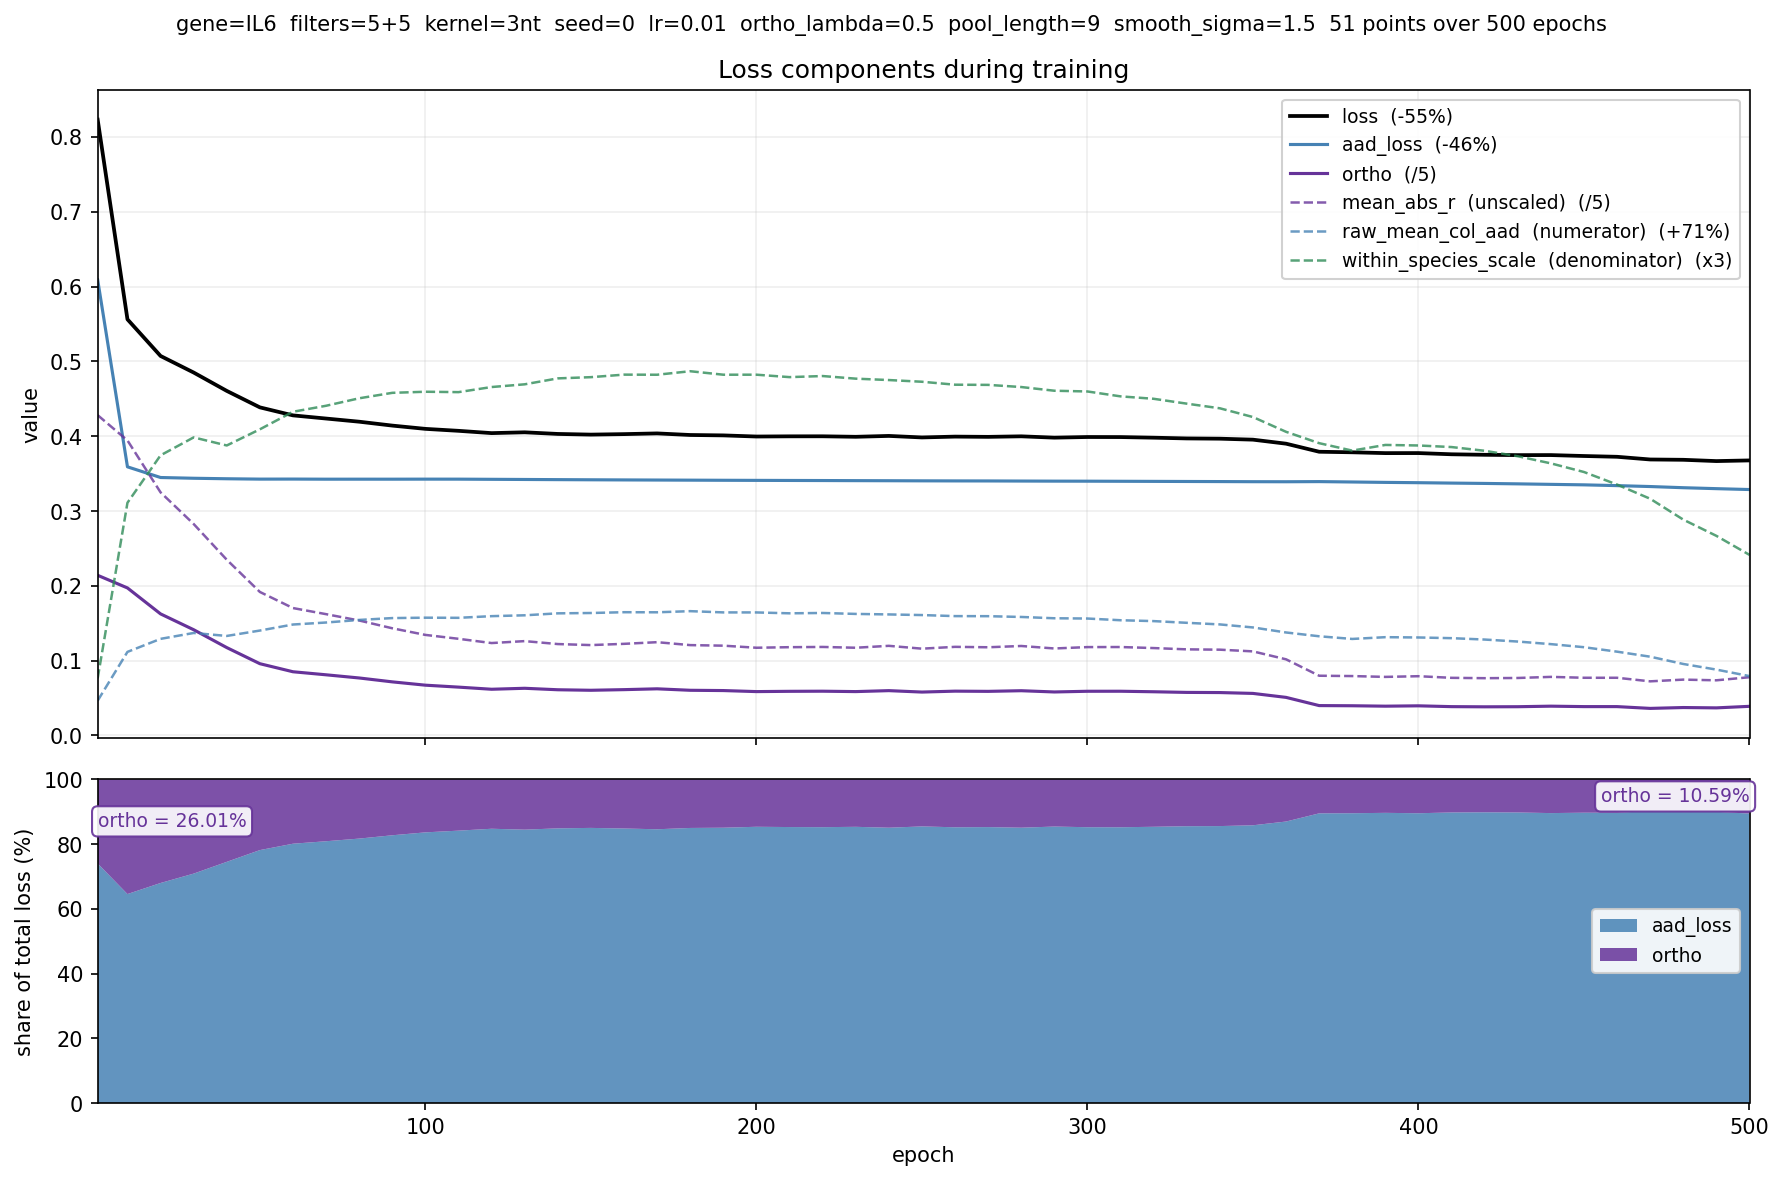 gene=IL6  filters=5+5  kernel=3nt  seed=0  lr=0.01  ortho_lambda=0.5  pool_length=9  smooth_sigma=1.5  51 points over 500 epochs
Loss components during training
loss  (-55%)
aad_loss  (-46%)
ortho  (/5)
mean_abs_r  (unscaled)  (/5)
raw_mean_col_aad  (numerator)  (+71%)
within_species_scale  (denominator)  (x3)
value
0.8
0.7
0.6
0.5
0.4
0.3
0.2
0.1
0.0
share of total loss (%)
100
80
60
40
20
0
ortho = 26.01%
ortho = 10.59%
aad_loss
ortho
100
200
300
400
500
epoch